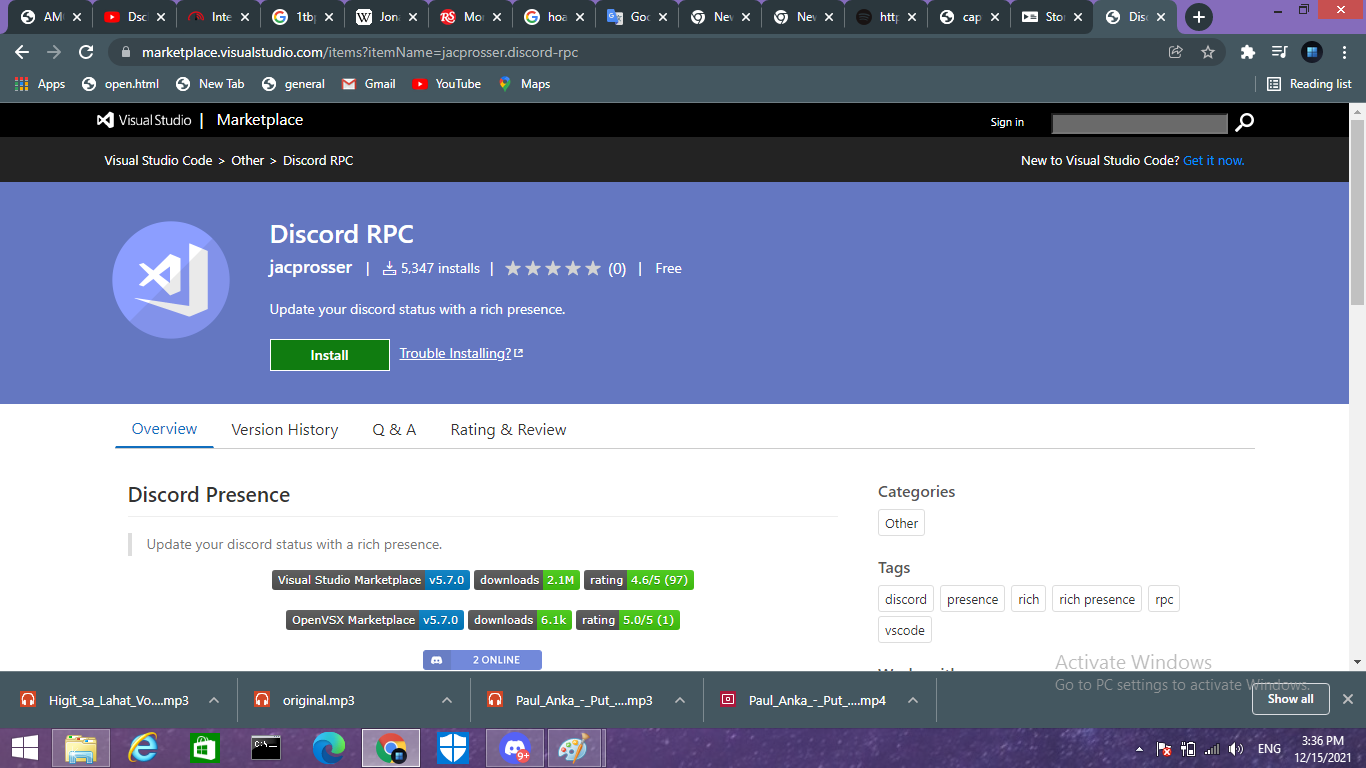 AM
Dsc
Inte
1tb
Jon
Mo
hoa
Goo
Nev
Nev
http
cap
Sto
Dis
marketplace.visualstudio.com/items?itemName=jacprosser.discord-rpc
Apps open.html New Tab general Gmail YouTube Maps Reading list
Visual Studio | Marketplace Sign in
Visual Studio Code > Other > Discord RPC New to Visual Studio Code? Get it now.
Discord RPC
jacprosser | 5,347 installs | (0) | Free
Update your discord status with a rich presence.
Install Trouble Installing?
Overview Version History Q & A Rating & Review
Discord Presence
Update your discord status with a rich presence.
Visual Studio Marketplace v5.7.0 downloads 2.1M rating 4.6/5 (97)
OpenVSX Marketplace v5.7.0 downloads 6.1k rating 5.0/5 (1)
2 ONLINE
Categories
Other
Tags
discord presence rich rich presence rpc
vscode
Activate Windows
Go to PC settings to activate Windows.
Higit_sa_Lahat_Vo....mp3 original.mp3 Paul_Anka_-_Put_....mp3 Paul_Anka_-_Put_....mp4 Show all
9+
ENG
3:36 PM
12/15/2021